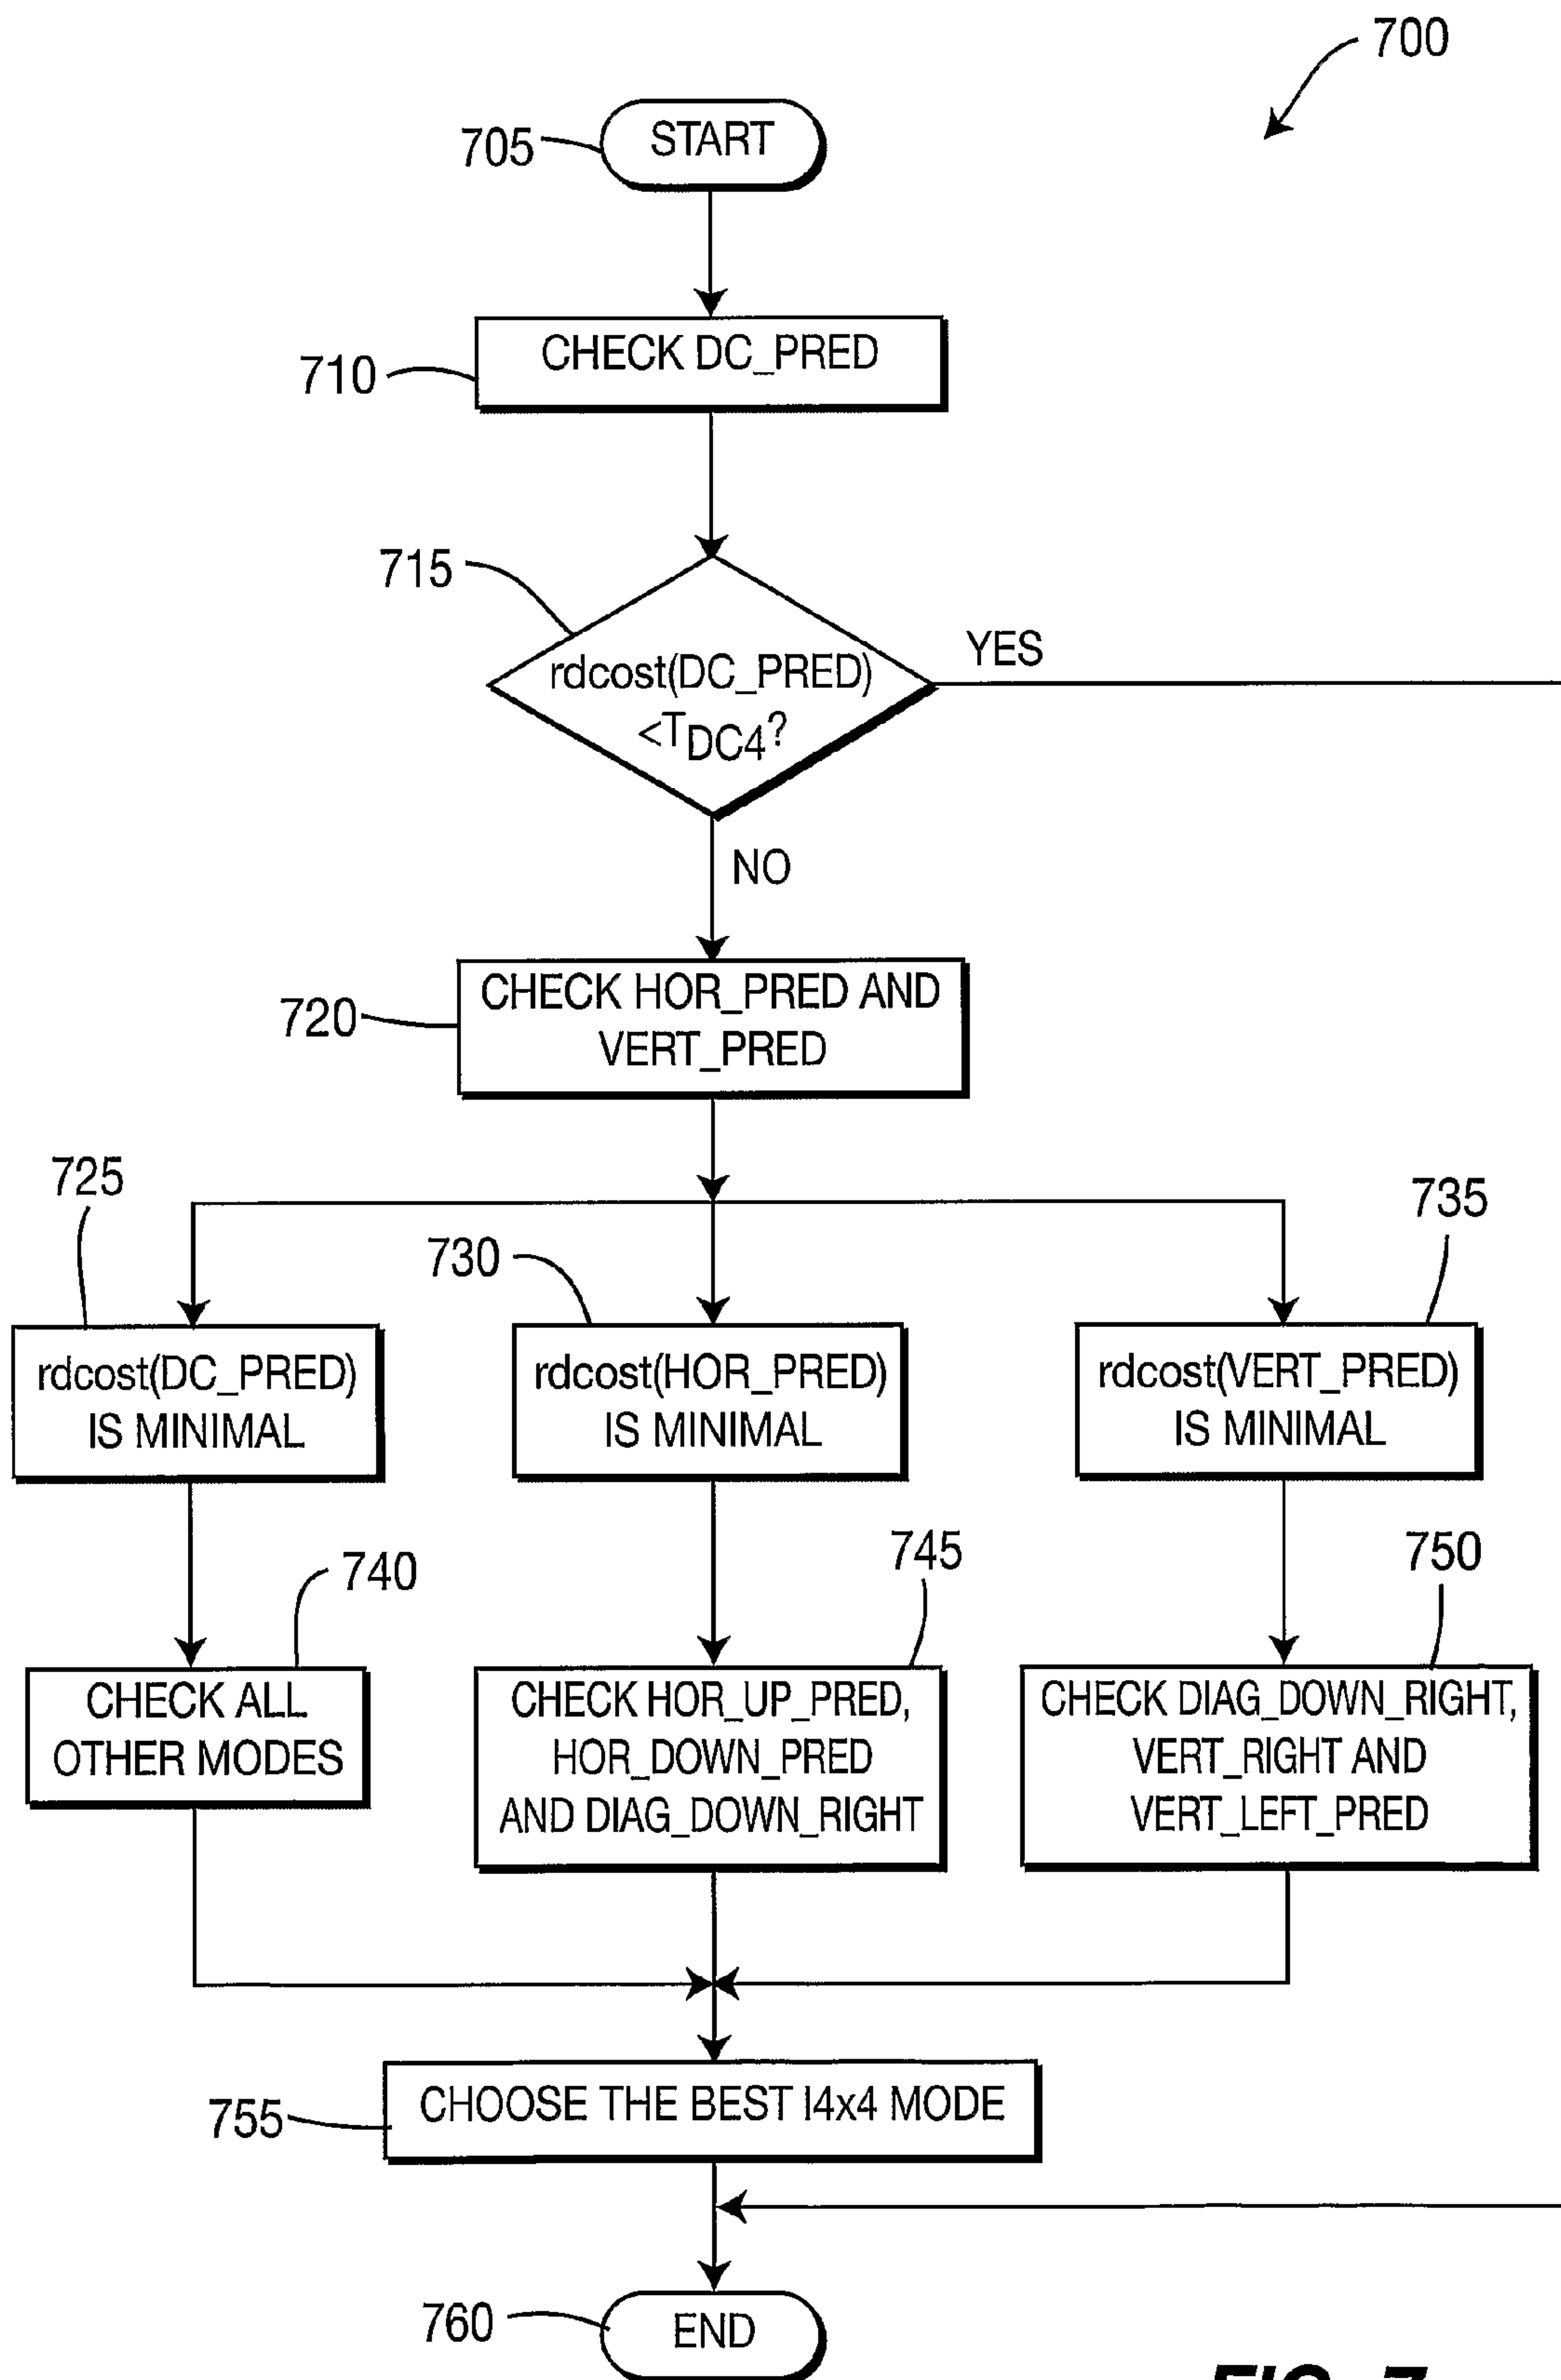 700
705
START
710
CHECK DC_PRED
715
rdcost(DC_PRED)
<TDC4?
YES
NO
720
CHECK HOR_PRED AND
VERT_PRED
725
730
735
rdcost(DC_PRED)
IS MINIMAL
rdcost(HOR_PRED)
IS MINIMAL
rdcost(VERT_PRED)
IS MINIMAL
740
745
750
CHECK ALL
OTHER MODES
CHECK HOR_UP_PRED,
HOR_DOWN_PRED
AND DIAG_DOWN_RIGHT
CHECK DIAG_DOWN_RIGHT,
VERT_RIGHT AND
VERT_LEFT_PRED
755
CHOOSE THE BEST I4x4 MODE
760
END